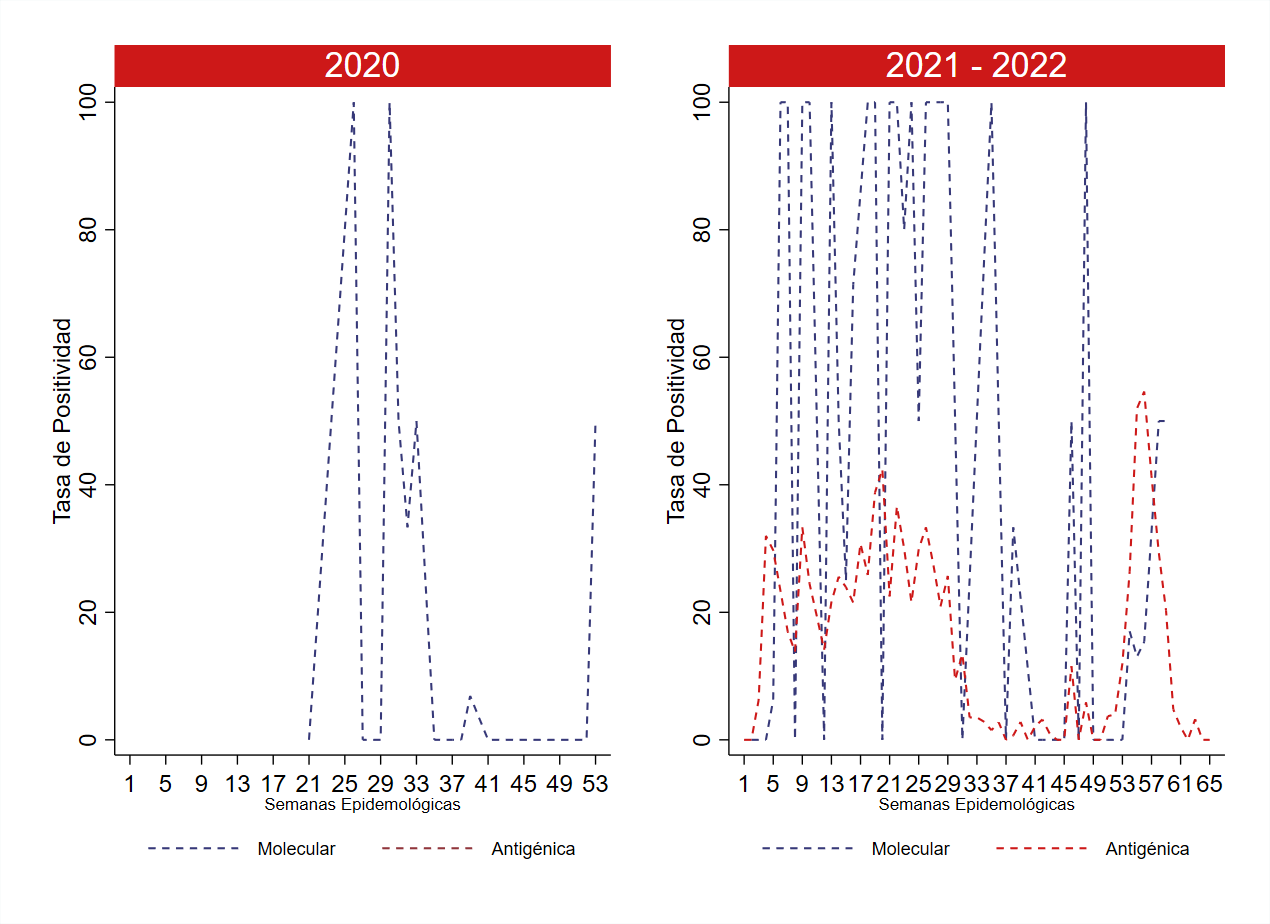 2020
Tasa de Positividad
100
80
60
40
20
0
1 5 9 13 17 21 25 29 33 37 41 45 49 53
Semanas Epidemológicas
Molecular Antigénica
2021 - 2022
Tasa de Positividad
100
80
60
40
20
0
1 5 9 13 17 21 25 29 33 37 41 45 49 53 57 61 65
Semanas Epidemológicas
Molecular Antigénica